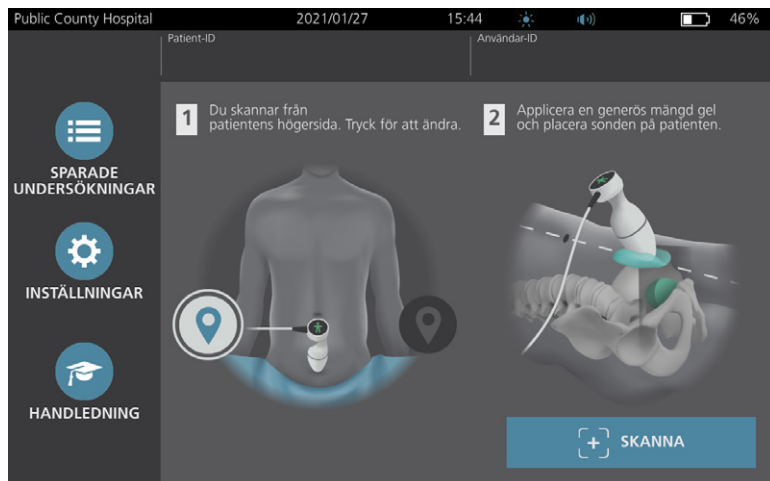 Public County Hospital 2021/01/27 15:44 46%
Patient-ID
Användar-ID
SPARADE
UNDERSÖKNINGAR
INSTÄLLNINGAR
HANDLEDNING
1 Du skannar från
patientens högersida. Tryck för att ändra.
2 Applicera en generös mängd gel
och placera sonden på patienten.
SKANNA